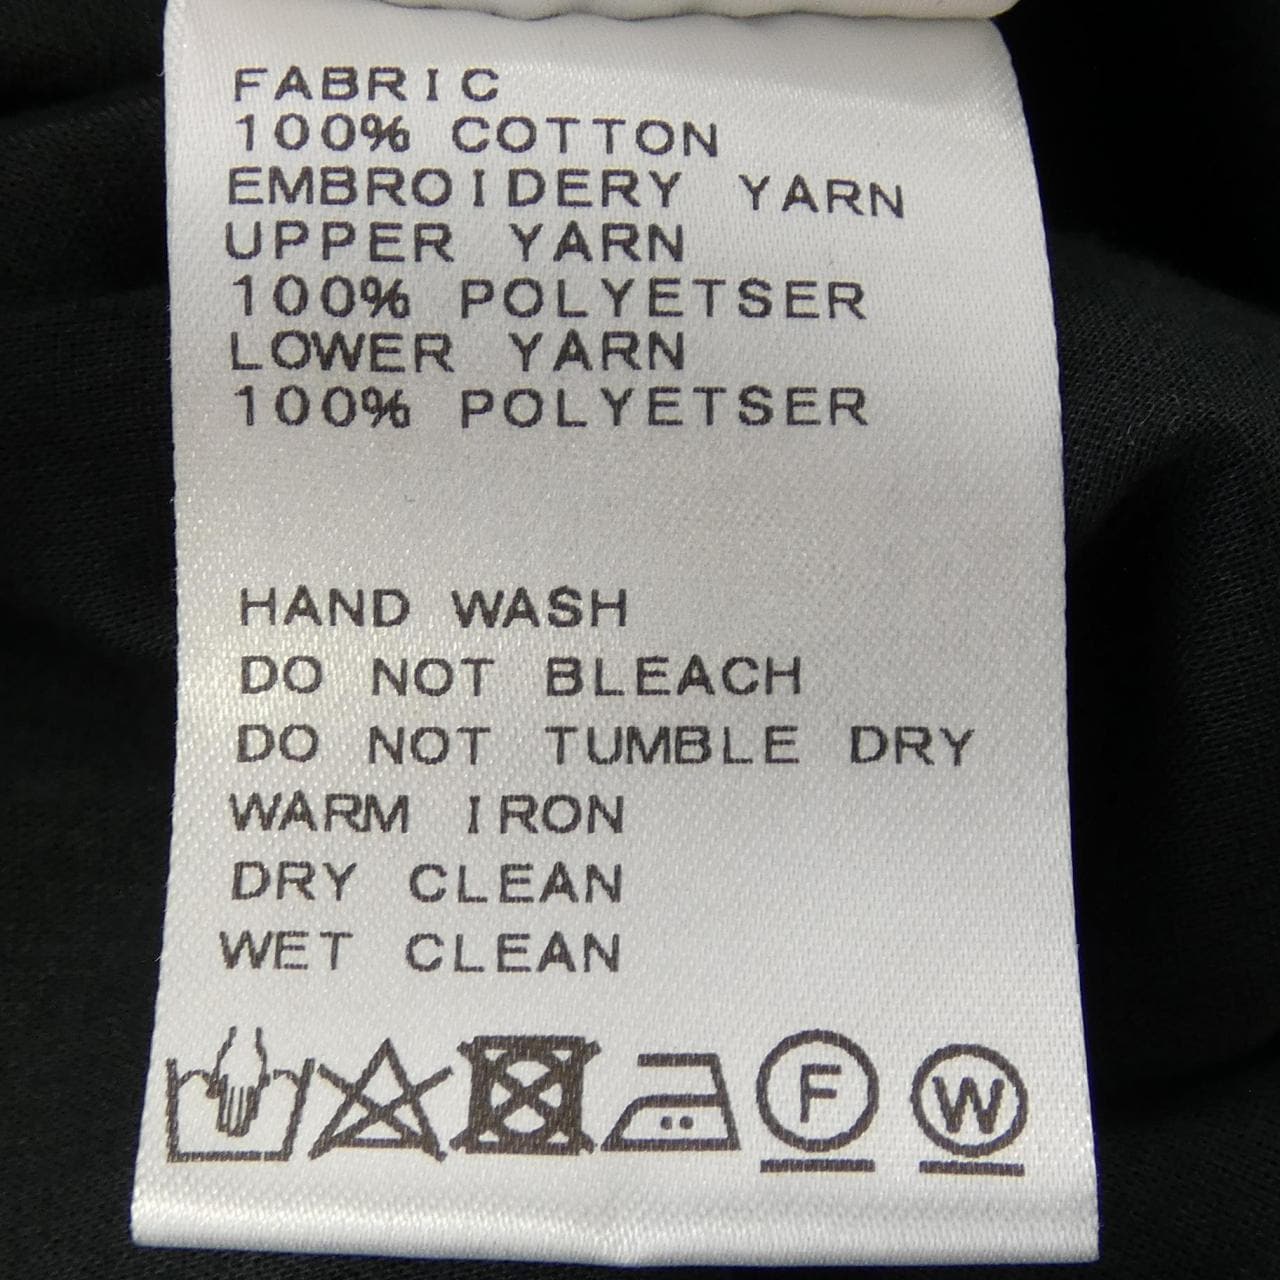 FABRIC
100% COTTON
EMBROIDERY YARN
UPPER YARN
100% POLYETSER
LOWER YARN
100% POLYETSER
HAND WASH
DO NOT BLEACH
DO NOT TUMBLE DRY
WARM IRON
DRY CLEAN
WET CLEAN
F W